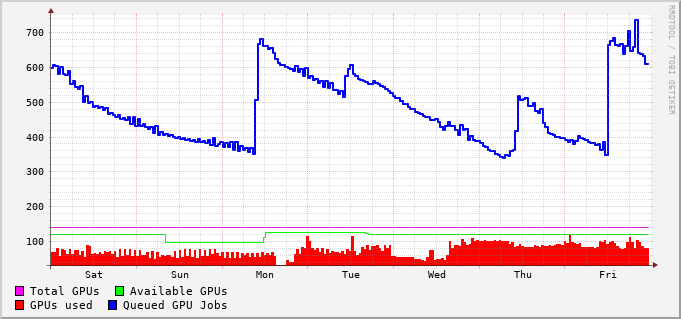 RRDTOOL / TOBI OETIKER
700
600
500
400
300
200
100
Sat Sun Mon Tue Wed Thu Fri
Total GPUs Available GPUs
GPUs used Queued GPU Jobs